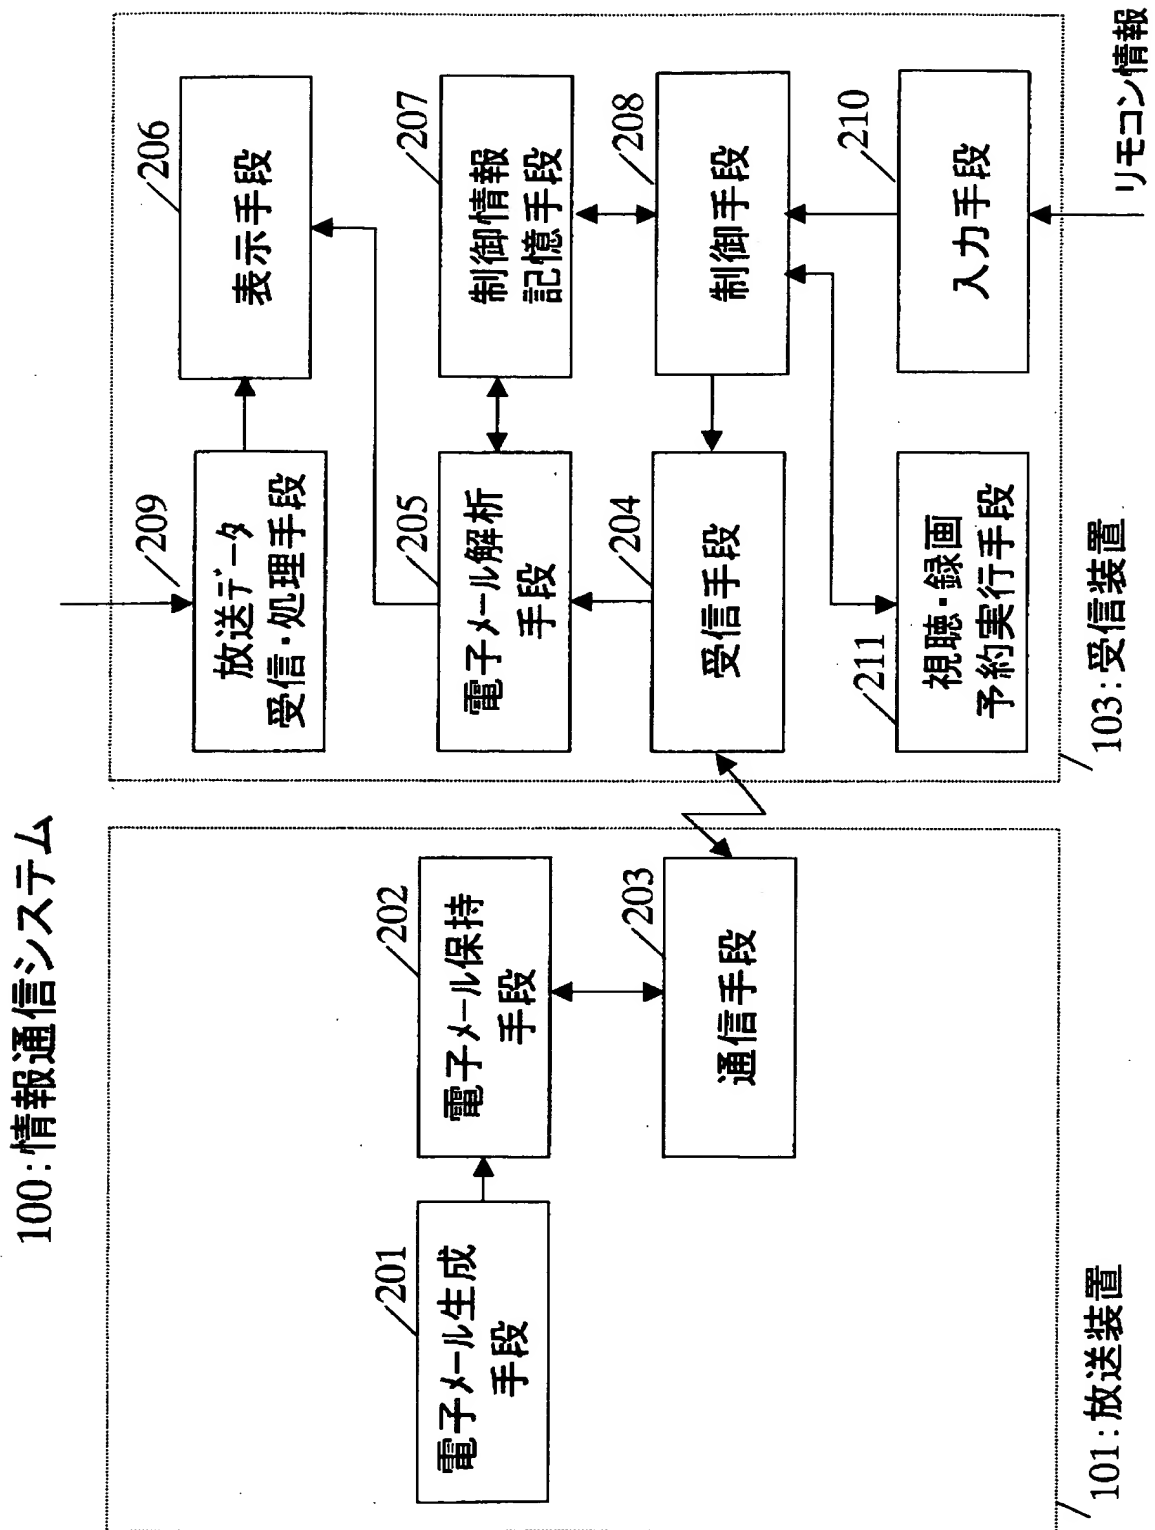 100:情報通信システム
201
電子メール生成
手段
202
電子メール保持
手段
203
通信手段
101:放送装置
209
放送データ
受信・処理手段
206
表示手段
205
電子メール解析
手段
207
制御情報
記憶手段
204
受信手段
208
制御手段
211
視聴・録画
予約実行手段
210
入力手段
リモコン情報
103:受信装置